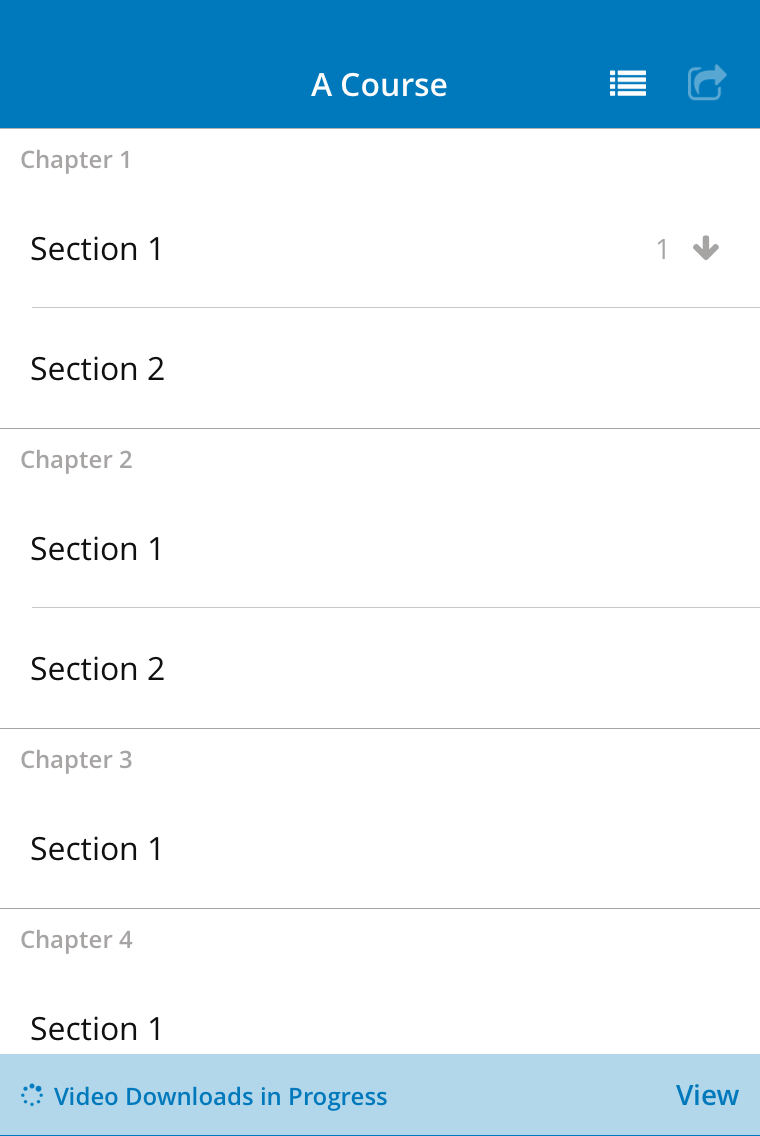 A Course
Chapter 1
Section 1 1
Section 2
Chapter 2
Section 1
Section 2
Chapter 3
Section 1
Chapter 4
Section 1
Video Downloads in Progress View